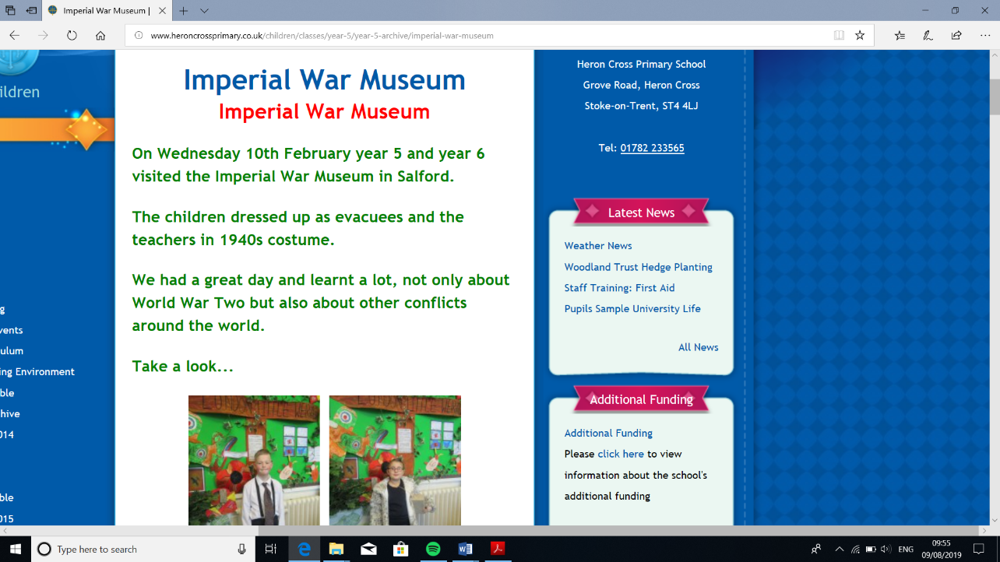 Imperial War Museum |
www.heroncrossprimary.co.uk/children/classes/year-5/year-5-archive/imperial-war-museum
ildren
g
vents
ulum
ing Environment
ble
hive
014
ble
015
Imperial War Museum
Imperial War Museum
On Wednesday 10th February year 5 and year 6
visited the Imperial War Museum in Salford.
The children dressed up as evacuees and the
teachers in 1940s costume.
We had a great day and learnt a lot, not only about
World War Two but also about other conflicts
around the world.
Take a look...
Heron Cross Primary School
Grove Road, Heron Cross
Stoke-on-Trent, ST4 4LJ
Tel: 01782 233565
Latest News
Weather News
Woodland Trust Hedge Planting
Staff Training: First Aid
Pupils Sample University Life
All News
Additional Funding
Additional Funding
Please click here to view
information about the school's
additional funding
Type here to search
ENG
09:55
09/08/2019